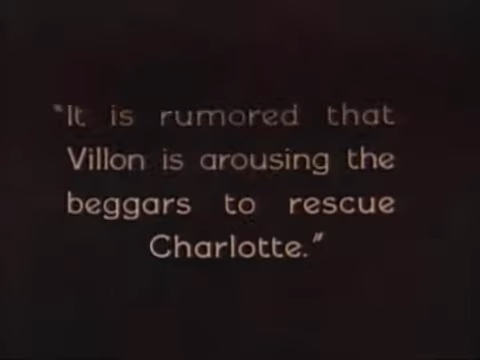 "It is rumored that
Villon is arousing the
beggars to rescue
Charlotte."